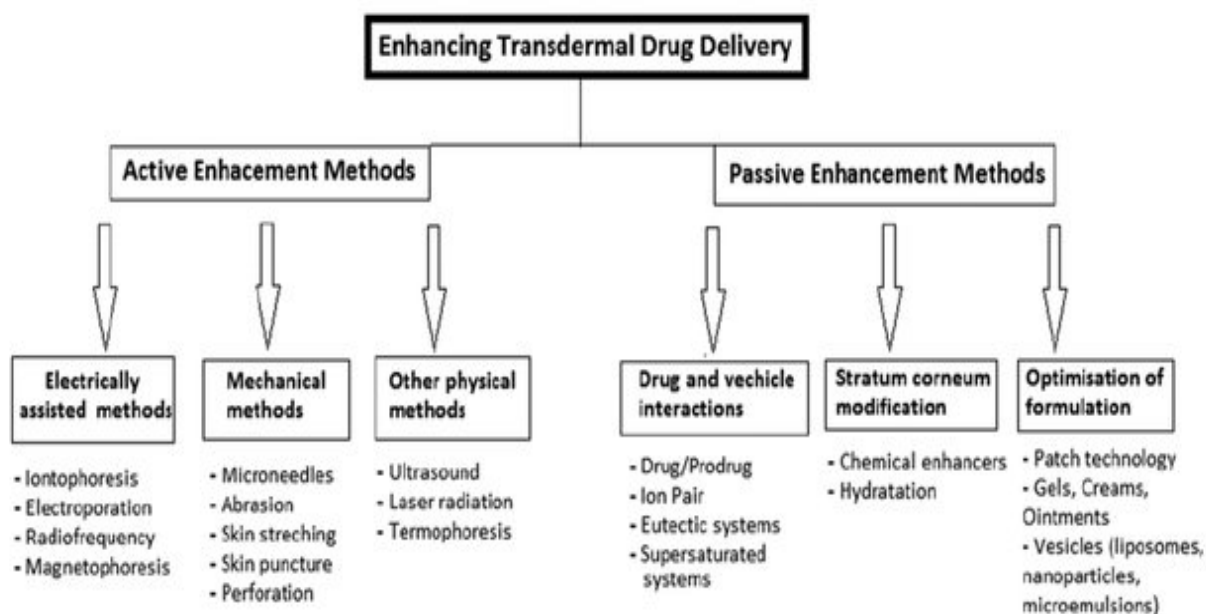 Enhancing Transdermal Drug Delivery
Active Enhacement Methods
Passive Enhancement Methods
Electrically
assisted methods
- Iontophoresis
- Electroporation
- Radiofrequency
- Magnetophoresis
Mechanical
methods
- Microneedles
- Abrasion
- Skin streching
- Skin puncture
- Perforation
Other physical
methods
- Ultrasound
- Laser radiation
- Termophoresis
Drug and vechicle
interactions
- Drug/Prodrug
- Ion Pair
- Eutectic systems
- Supersaturated
systems
Stratum corneum
modification
- Chemical enhancers
- Hydratation
Optimisation of
formulation
- Patch technology
- Gels, Creams,
Ointments
- Vesicles (liposomes,
nanoparticles,
microemulsions)